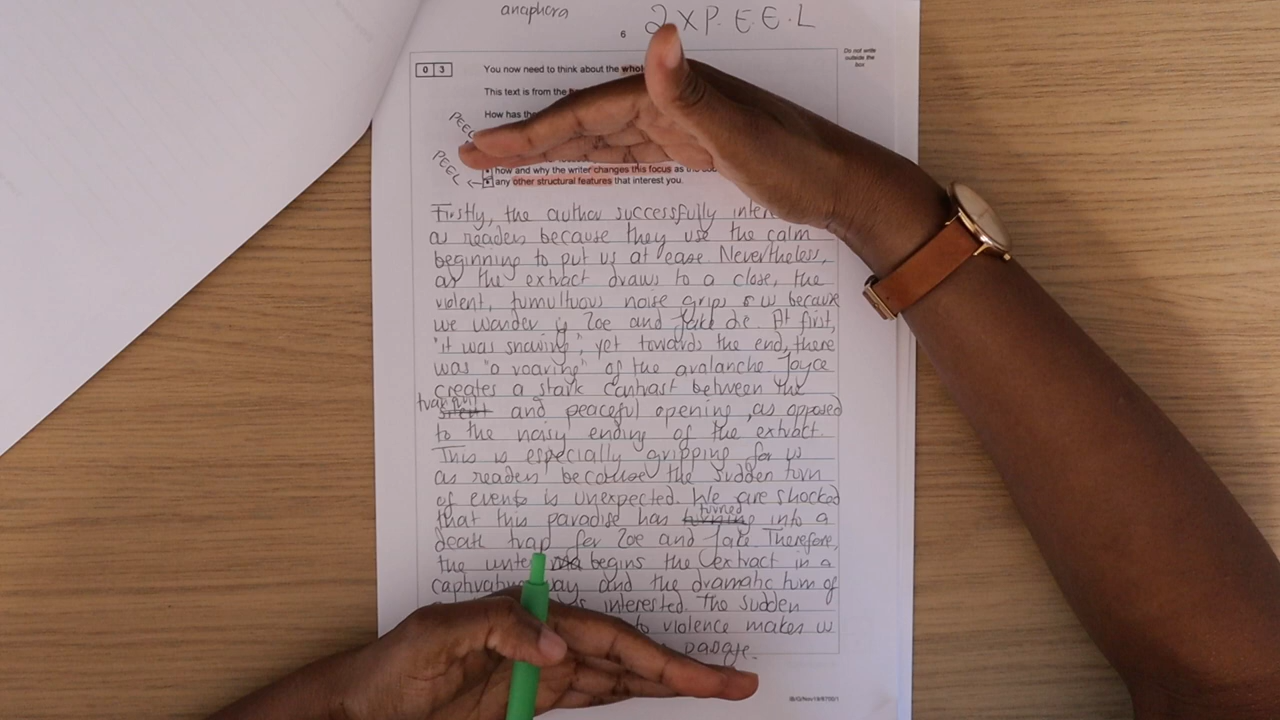 anaphora
2 X P. E. E. L
6
Do not write
outside the
box
0 3
You now need to think about the whol
This text is from the
How has the
PEEL
PEEL
how and why the writer changes this focus as
any other structural features that interest you.
Firstly, the author successfully inter
as readers because they use the calm
beginning to put us at ease. Nevertheless,
as the extract draws to a close, the
violent, tumultuous noise grips us because
we wonder if Zoe and Jake die. At first,
"it was snowing", yet towards the end, there
was "a roaring" of the avalanche. Joyce
creates a stark contrast between the
tranquil
silent and peaceful opening, as opposed
to the noisy ending of the extract.
This is especially gripping for us
as readers because the sudden turn
of events is unexpected. We are shocked
turned
that this paradise has turning into a
death trap for Zoe and Jake. Therefore,
the writer begins the extract in a
way and the dramatic turn of
interested. The sudden
to violence makes us